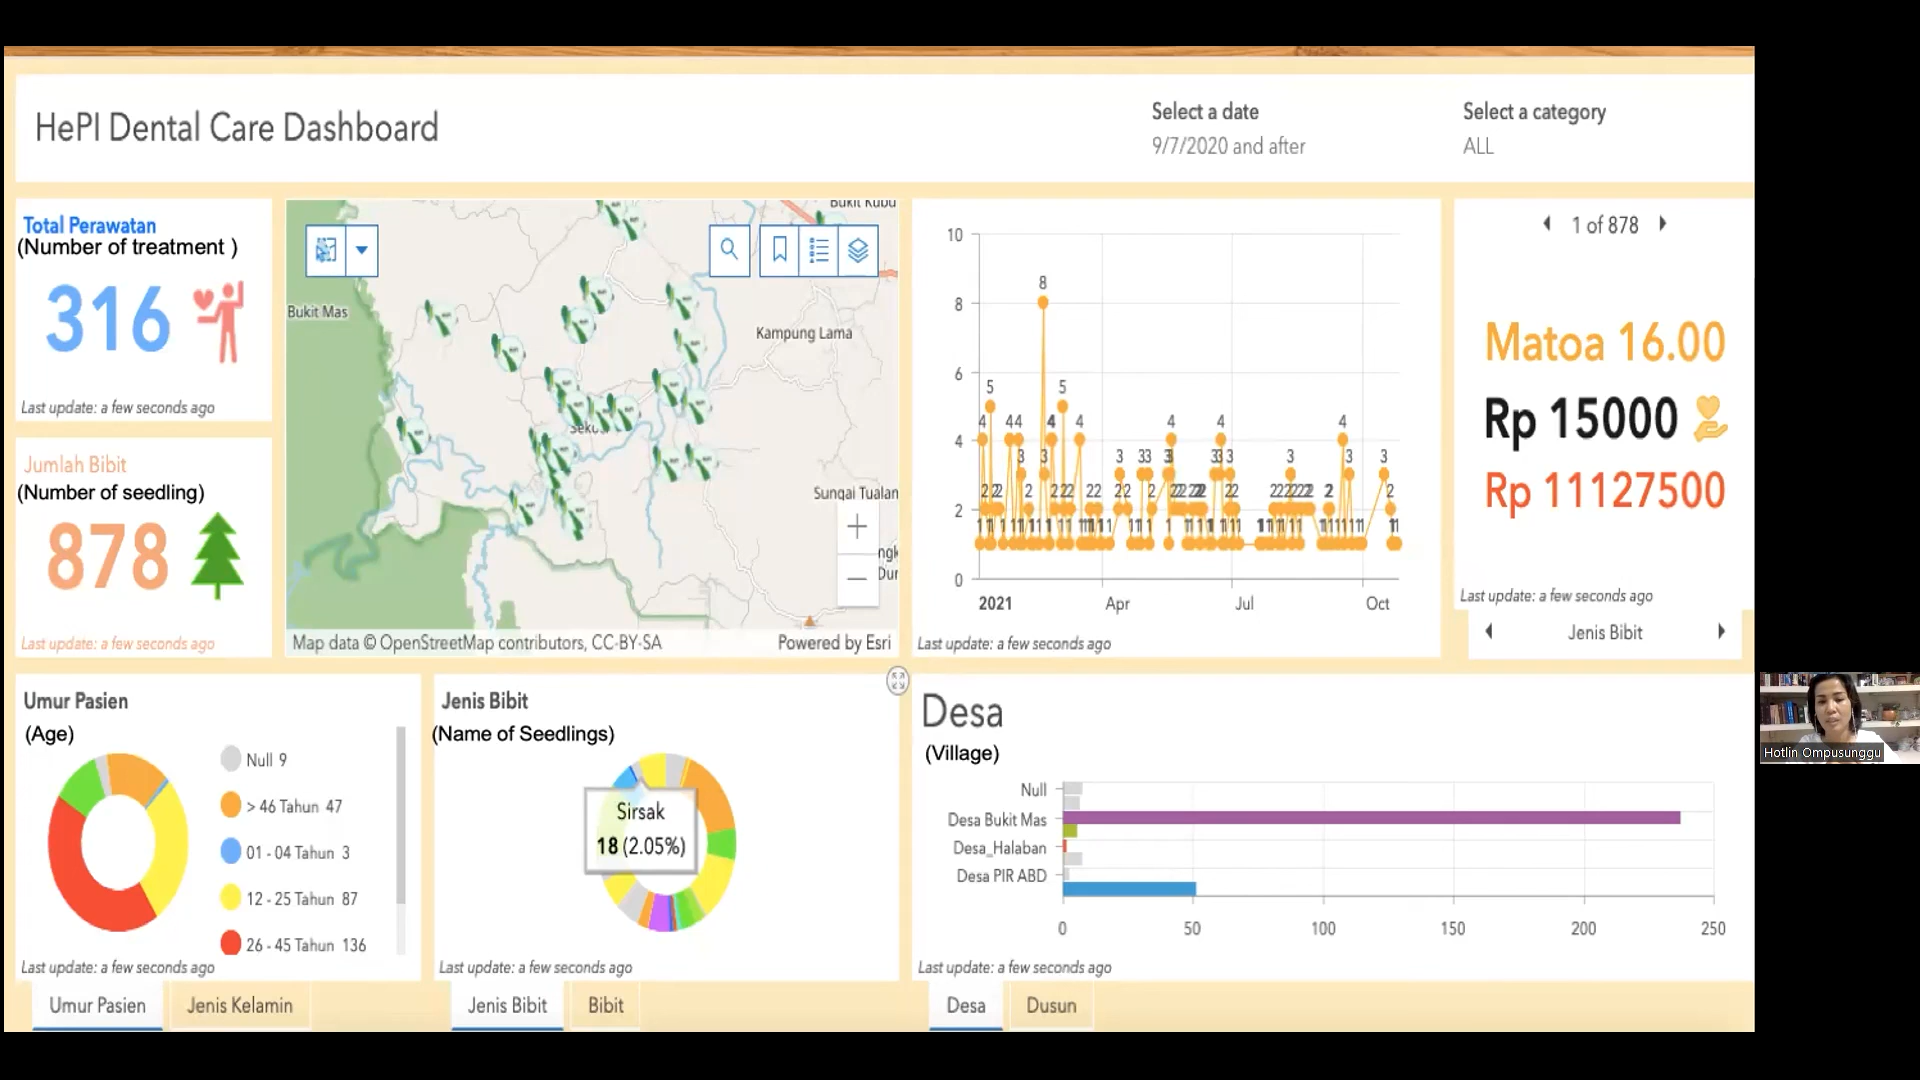 HePI Dental Care Dashboard
Select a date
9/7/2020 and after
Select a category
ALL
Total Perawatan
(Number of treatment )
316
Last update: a few seconds ago
Jumlah Bibit
(Number of seedling)
878
Last update: a few seconds ago
Bukit Kubu
Bukit Mas
Kampung Lama
Sungai Tualan
Map data © OpenStreetMap contributors, CC-BY-SA
Powered by Esri
10
8
6
4
2
0
8
5
5
2021
Apr
Jul
Oct
Last update: a few seconds ago
1 of 878
Matoa 16.00
Rp 15000
Rp 11127500
Last update: a few seconds ago
Jenis Bibit
Umur Pasien
(Age)
Null 9
> 46 Tahun 47
01 - 04 Tahun 3
12 - 25 Tahun 87
26 - 45 Tahun 136
Last update: a few seconds ago
Umur Pasien
Jenis Kelamin
Jenis Bibit
(Name of Seedlings)
Sirsak
18 (2.05%)
Last update: a few seconds ago
Jenis Bibit
Bibit
Desa
(Village)
Null
Desa Bukit Mas
Desa_Halaban
Desa PIR ABD
0 50 100 150 200 250
Last update: a few seconds ago
Desa
Dusun
Hotlin Ompusunggu